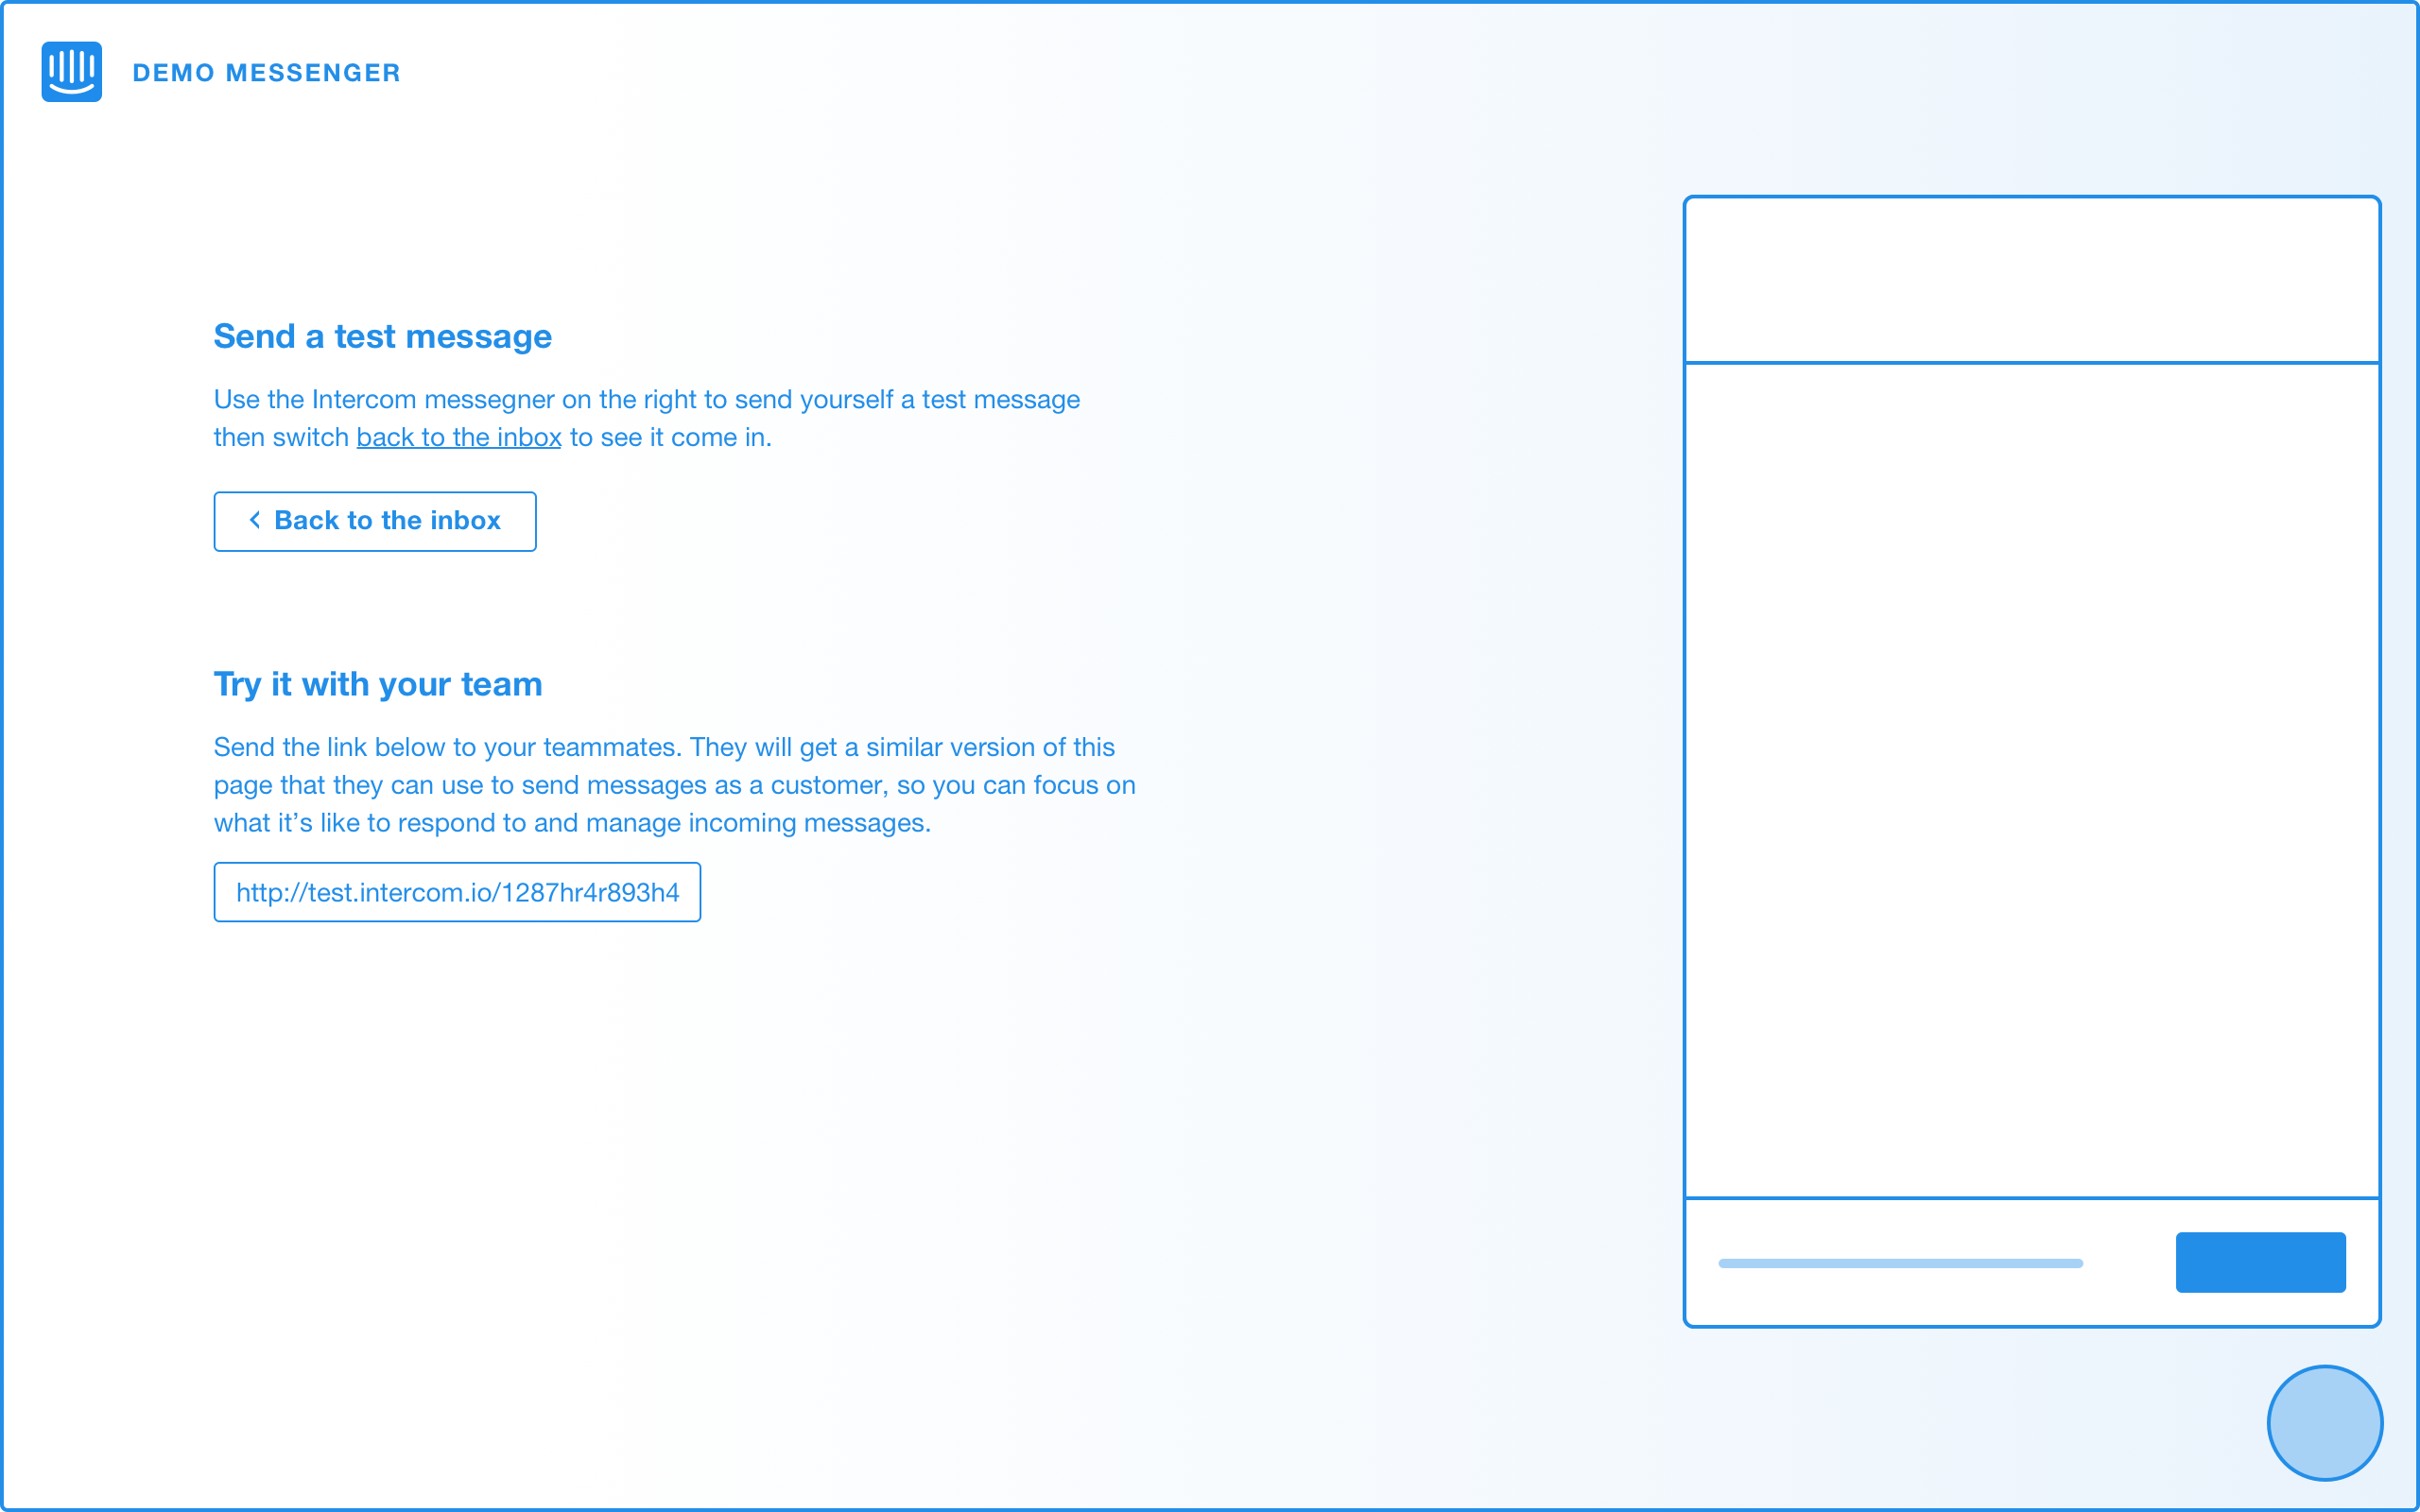 DEMO MESSENGER
Send a test message
Use the Intercom messegner on the right to send yourself a test message
then switch back to the inbox to see it come in.
Back to the inbox
Try it with your team
Send the link below to your teammates. They will get a similar version of this
page that they can use to send messages as a customer, so you can focus on
what it’s like to respond to and manage incoming messages.
http://test.intercom.io/1287hr4r893h4